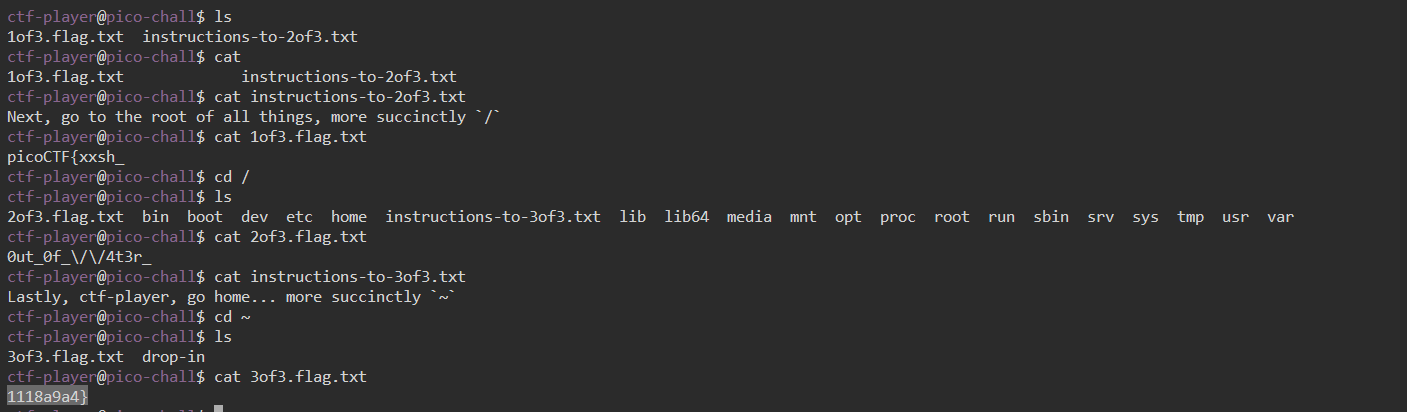 ctf-player@pico-chall$ ls
1of3.flag.txt  instructions-to-2of3.txt
ctf-player@pico-chall$ cat
1of3.flag.txt             instructions-to-2of3.txt
ctf-player@pico-chall$ cat instructions-to-2of3.txt
Next, go to the root of all things, more succinctly `/`
ctf-player@pico-chall$ cat 1of3.flag.txt
picoCTF{xxsh_
ctf-player@pico-chall$ cd /
ctf-player@pico-chall$ ls
2of3.flag.txt  bin  boot  dev  etc  home  instructions-to-3of3.txt  lib  lib64  media  mnt  opt  proc  root  run  sbin  srv  sys  tmp  usr  var
ctf-player@pico-chall$ cat 2of3.flag.txt
0ut_0f_\/\/4t3r_
ctf-player@pico-chall$ cat instructions-to-3of3.txt
Lastly, ctf-player, go home... more succinctly `~`
ctf-player@pico-chall$ cd ~
ctf-player@pico-chall$ ls
3of3.flag.txt  drop-in
ctf-player@pico-chall$ cat 3of3.flag.txt
1118a9a4}